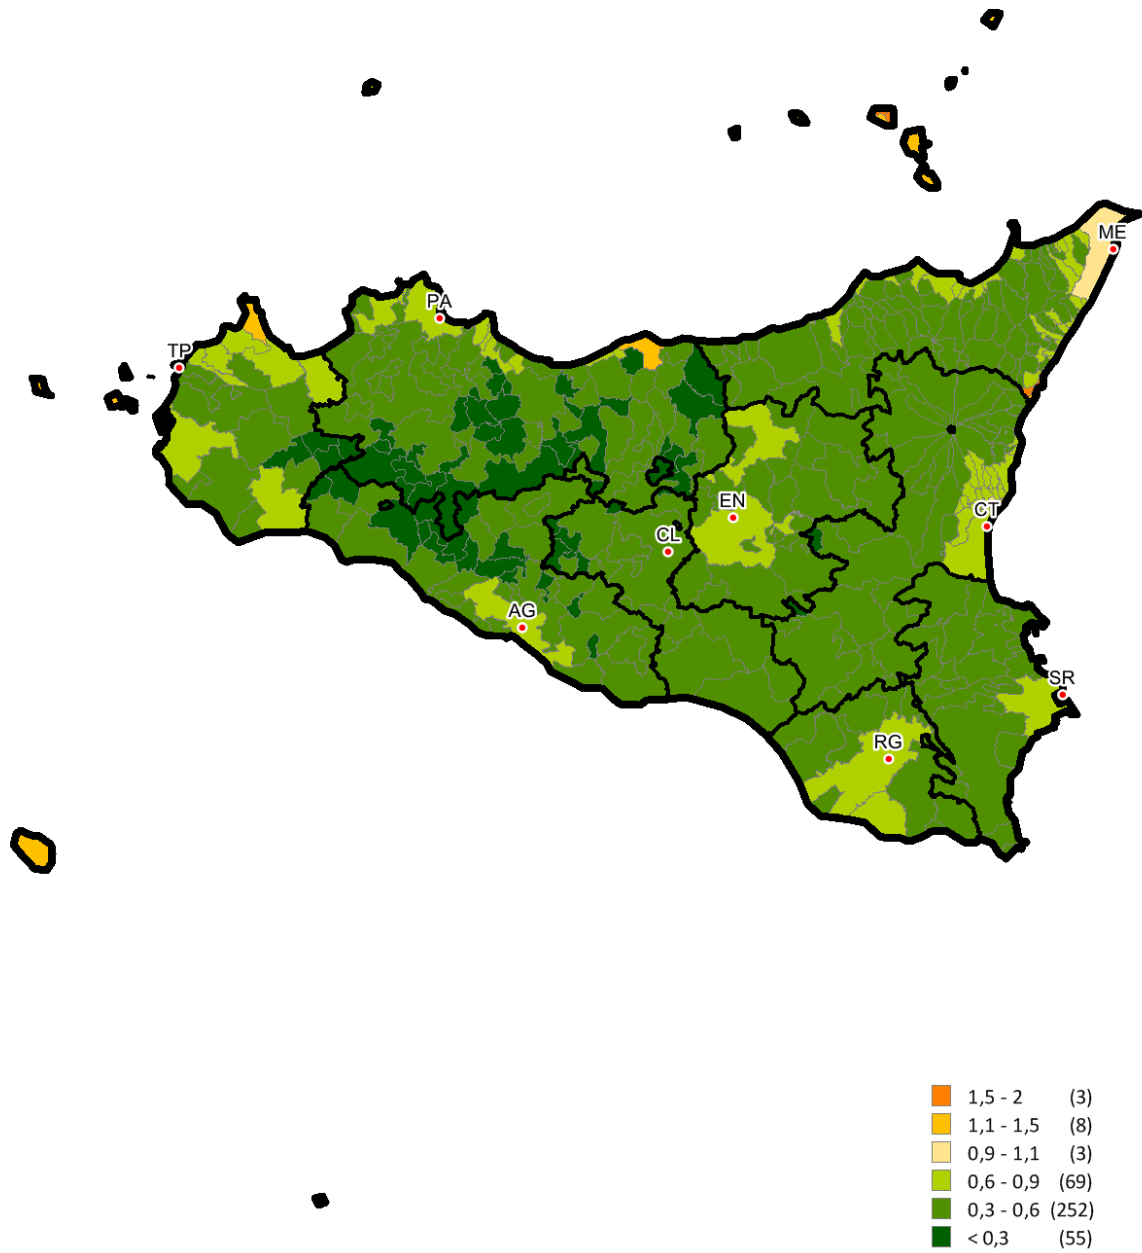 ME
PA
TP
EN
CT
CL
AG
SR
RG
1,5 - 2 (3)
1,1 - 1,5 (8)
0,9 - 1,1 (3)
0,6 - 0,9 (69)
0,3 - 0,6 (252)
< 0,3 (55)